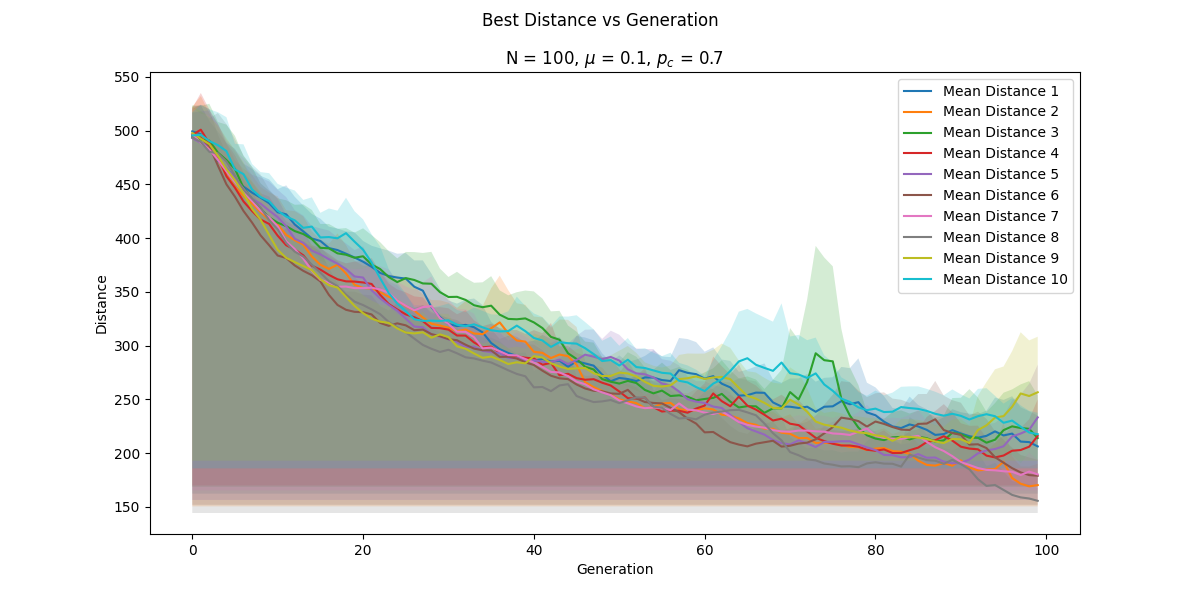 Best Distance vs Generation
N = 100, μ = 0.1, p_c = 0.7
550
500
450
400
350
300
250
200
150
Distance
0
20
40
60
80
100
Generation
Mean Distance 1
Mean Distance 2
Mean Distance 3
Mean Distance 4
Mean Distance 5
Mean Distance 6
Mean Distance 7
Mean Distance 8
Mean Distance 9
Mean Distance 10